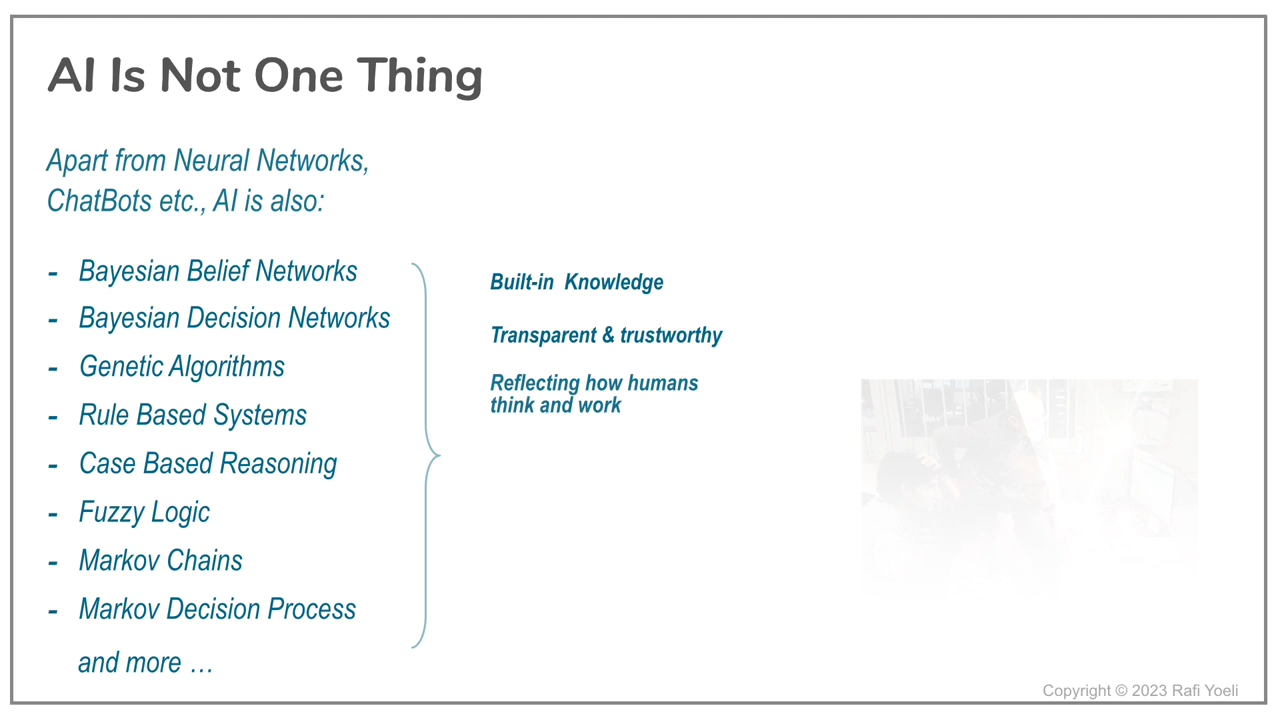 AI Is Not One Thing
Apart from Neural Networks,
ChatBots etc., AI is also:
- Bayesian Belief Networks
- Bayesian Decision Networks
- Genetic Algorithms
- Rule Based Systems
- Case Based Reasoning
- Fuzzy Logic
- Markov Chains
- Markov Decision Process
and more …
Built-in Knowledge
Transparent & trustworthy
Reflecting how humans
think and work
Copyright © 2023 Rafi Yoeli